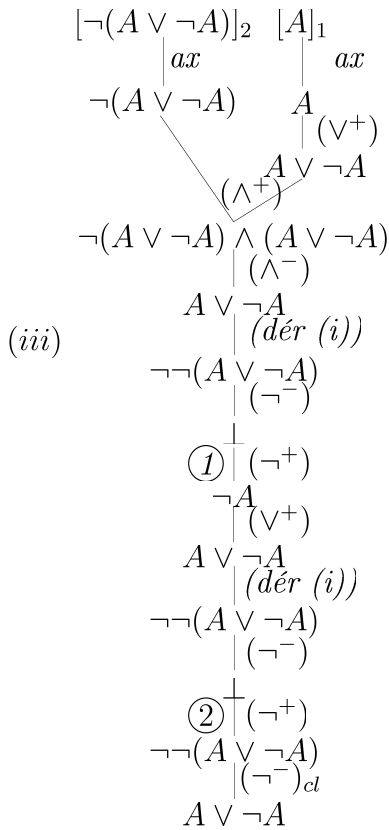 [¬(A ∨ ¬A)]₂ [A]₁
ax ax
¬(A ∨ ¬A) A
(∨⁺)
A ∨ ¬A
(∧⁺)
¬(A ∨ ¬A) ∧ (A ∨ ¬A)
(∧⁻)
A ∨ ¬A
(iii) (dér (i))
¬¬(A ∨ ¬A)
(¬⁻)
⊥
① (¬⁺)
¬A
(∨⁺)
A ∨ ¬A
(dér (i))
¬¬(A ∨ ¬A)
(¬⁻)
⊥
② (¬⁺)
¬¬(A ∨ ¬A)
(¬⁻)cl
A ∨ ¬A